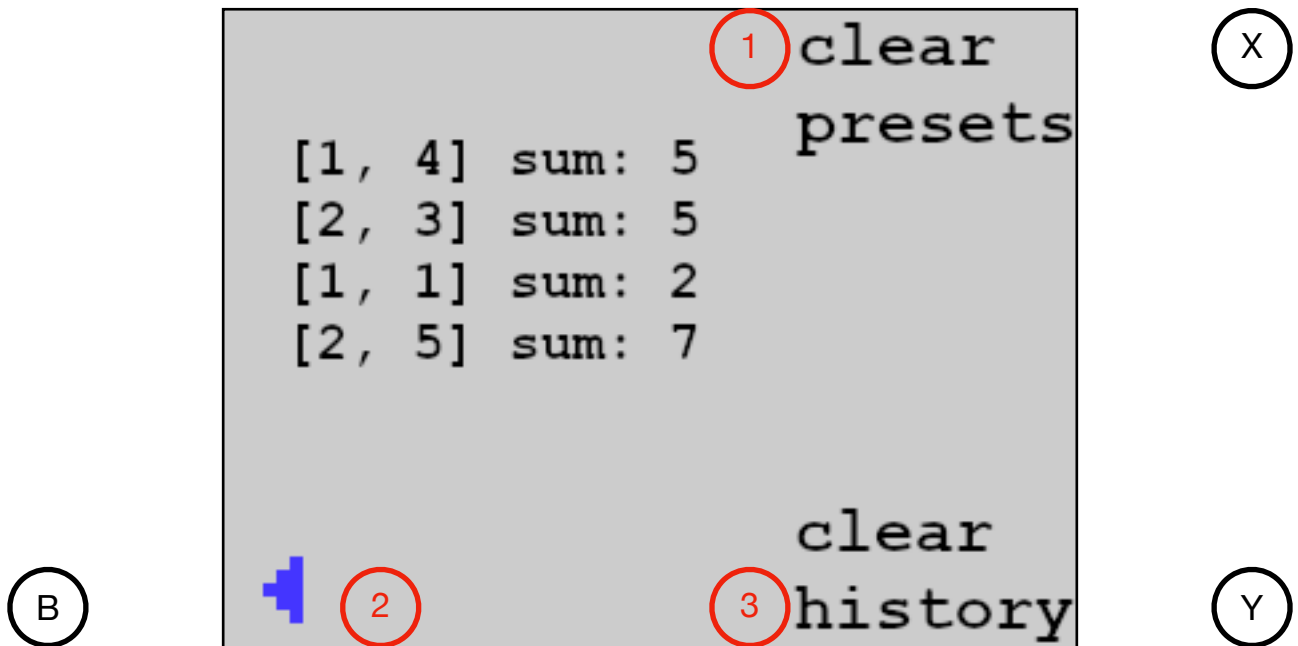 1 clear X
presets
[1, 4] sum: 5
[2, 3] sum: 5
[1, 1] sum: 2
[2, 5] sum: 7
clear
B 2 3 history Y